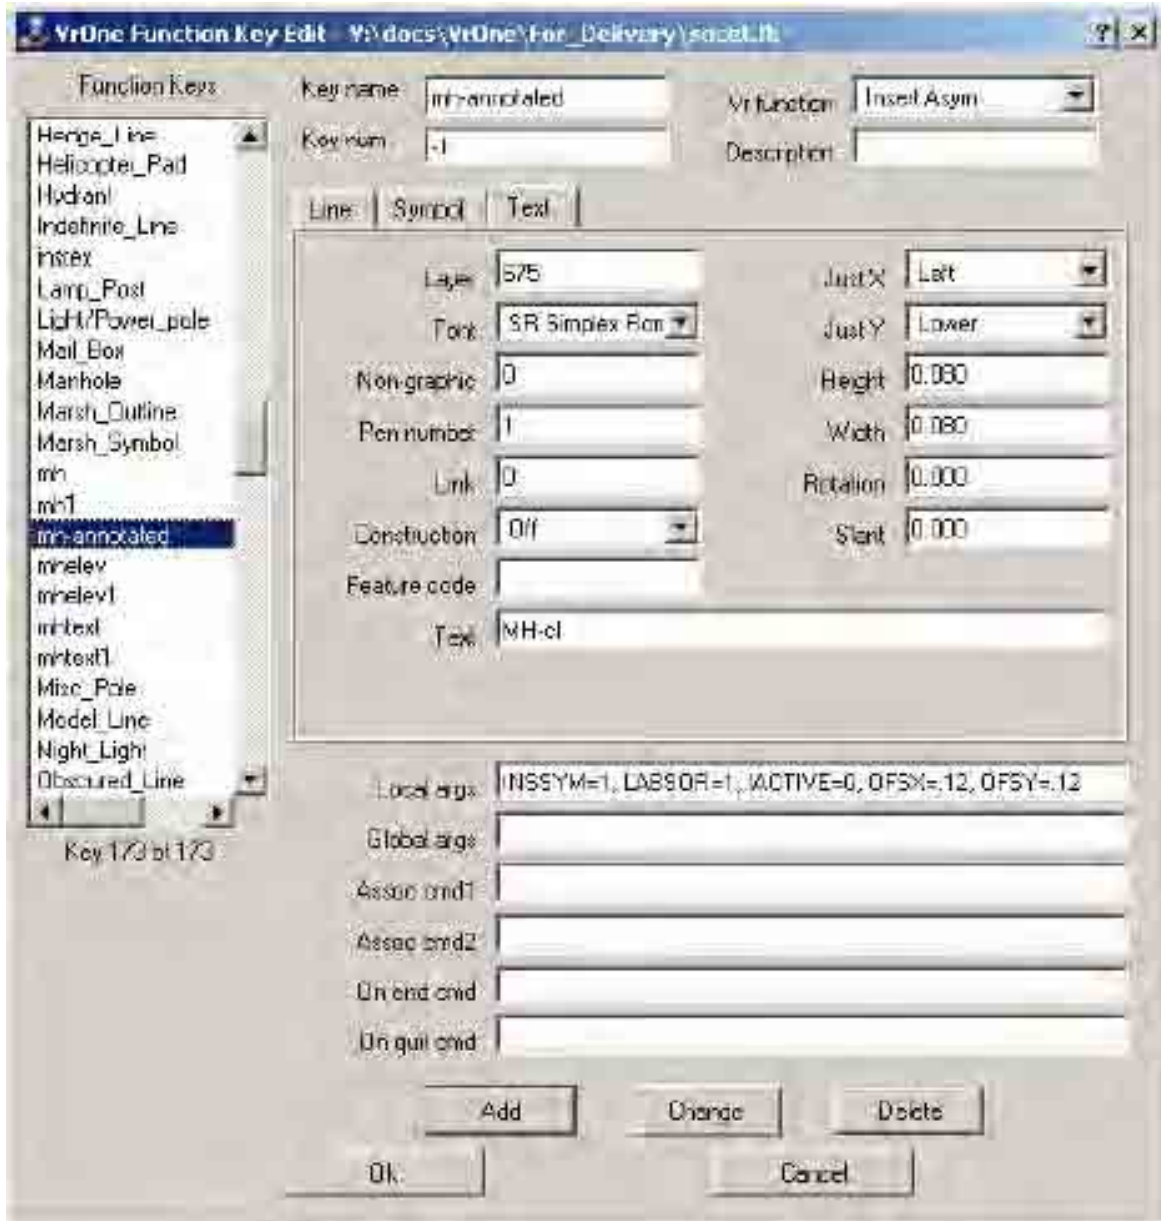 VrOne Function Key Edit - Y:\docs\VrOne\For_Delivery\socet.fk
Function Keys
Key name mh-annotated
Vr function Insert Asym
Key num -1
Description
Hedge_Line
Helicopter_Pad
Hydrant
Indefinite_Line
instex
Lamp_Post
Light/Power_pole
Mail_Box
Manhole
Marsh_Outline
Marsh_Symbol
mh
mh1
mh-annotated
mhelev
mhelev1
mhtext
mhtext1
Misc_Pole
Model_Line
Night_Light
Obscured_Line
Key 173 of 173
Line Symbol Text
Layer 675
Just X Left
Font SR Simplex Rom
Just Y Lower
Non-graphic 0
Height 0.080
Pen number 1
Width 0.080
Link 0
Rotation 0.000
Construction Off
Slant 0.000
Feature code
Text MH-cl
Local args INSSYM=1, LABSOR=1, IACTIVE=0, OFSX=.12, OFSY=.12
Global args
Assoc cmd1
Assoc cmd2
On end cmd
On quit cmd
Add Change Delete
Ok Cancel